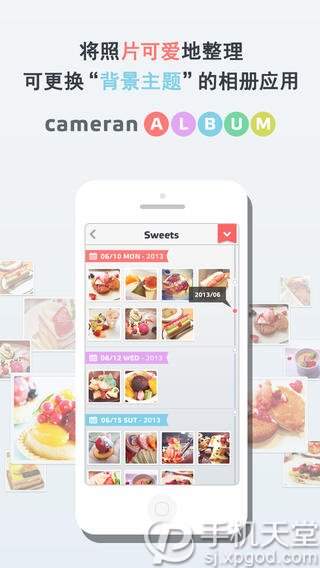 将照片可爱地整理
可更换“背景主题”的相册应用
cameran ALBUM
Sweets
06/10 MON - 2013
2013/06
06/12 WED - 2013
06/15 SUT - 2013
手机天堂
sj.xpgod.com